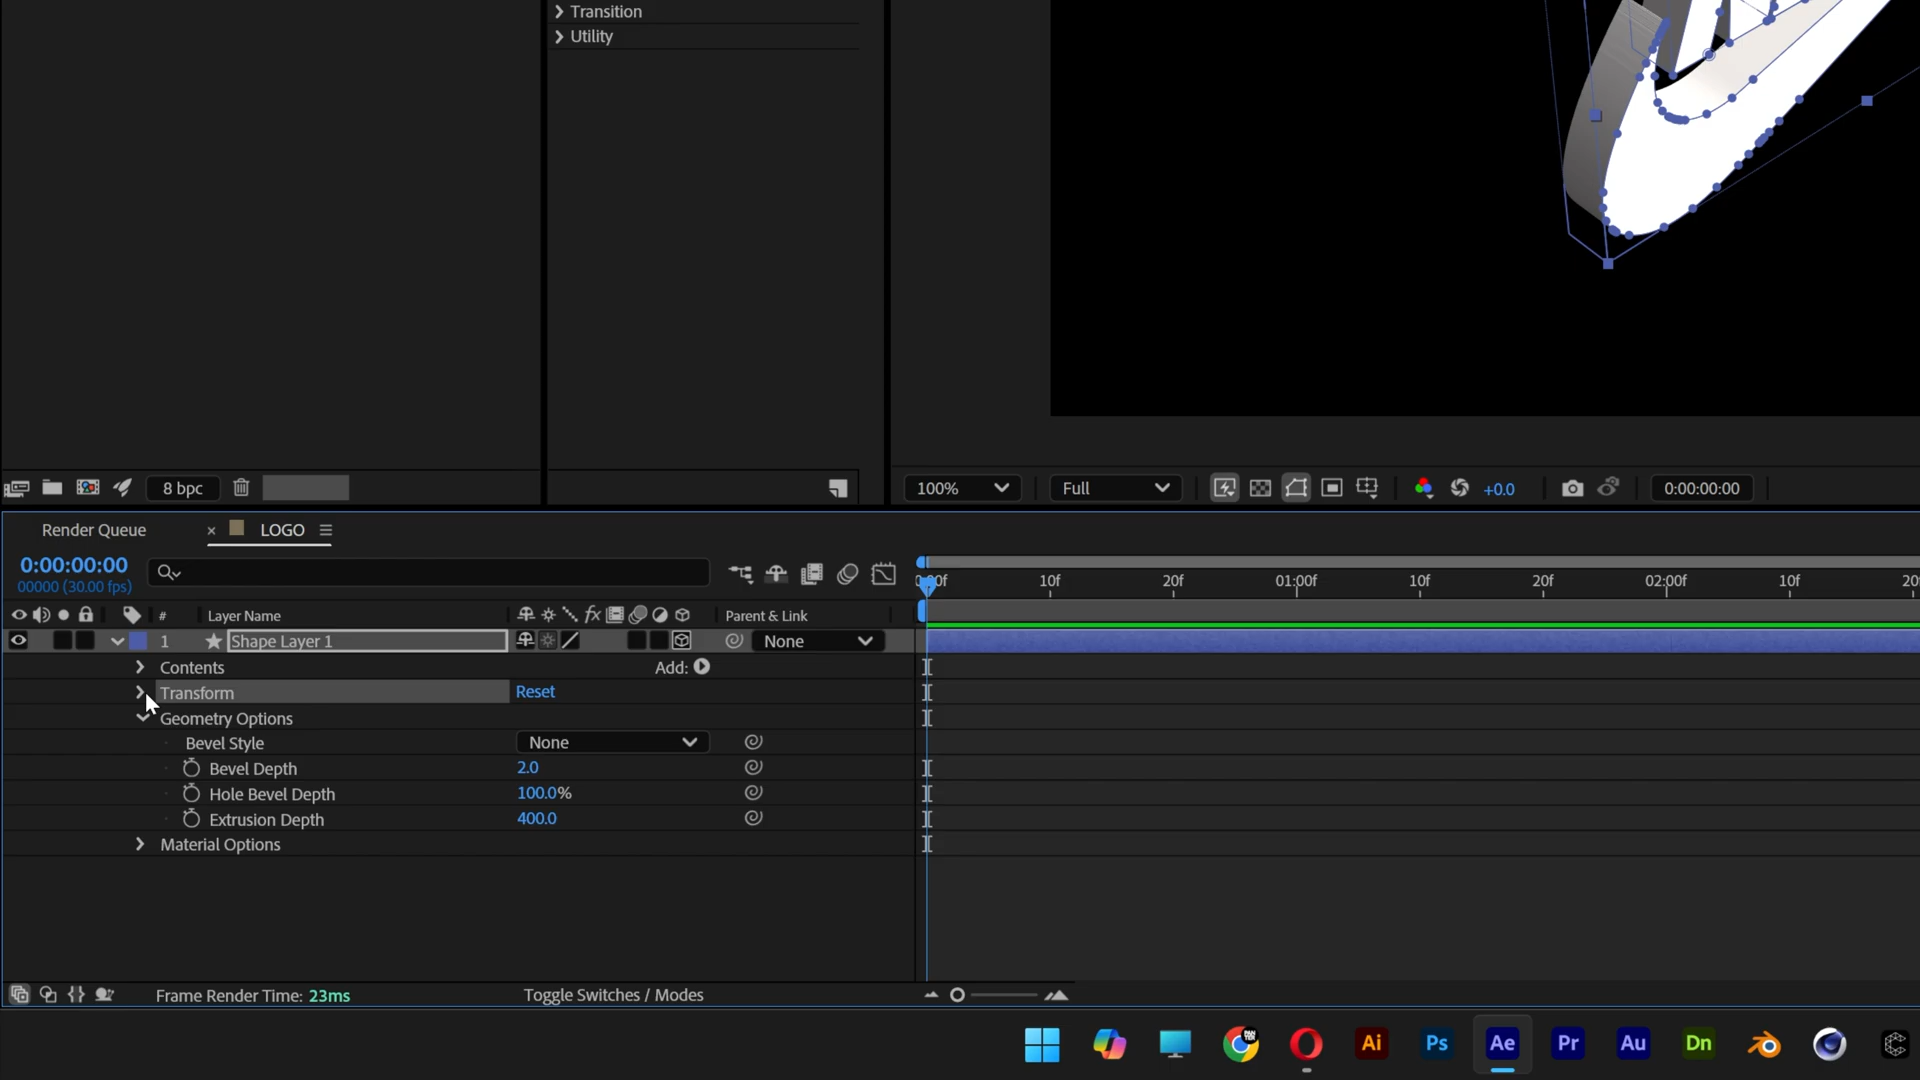 Transition
Utility
8 bpc
100%
Full
+0.0
0:00:00:00
Render Queue
× LOGO
0:00:00:00
00000 (30.00 fps)
10f 20f 01:00f 10f 20f 02:00f 10f
# Layer Name
fx
Parent & Link
1 Shape Layer 1
None
Contents
Add:
Transform
Reset
Geometry Options
Bevel Style
None
Bevel Depth
2.0
Hole Bevel Depth
100.0%
Extrusion Depth
400.0
Material Options
Frame Render Time: 23ms
Toggle Switches / Modes
Ai Ps Ae Pr Au Dn